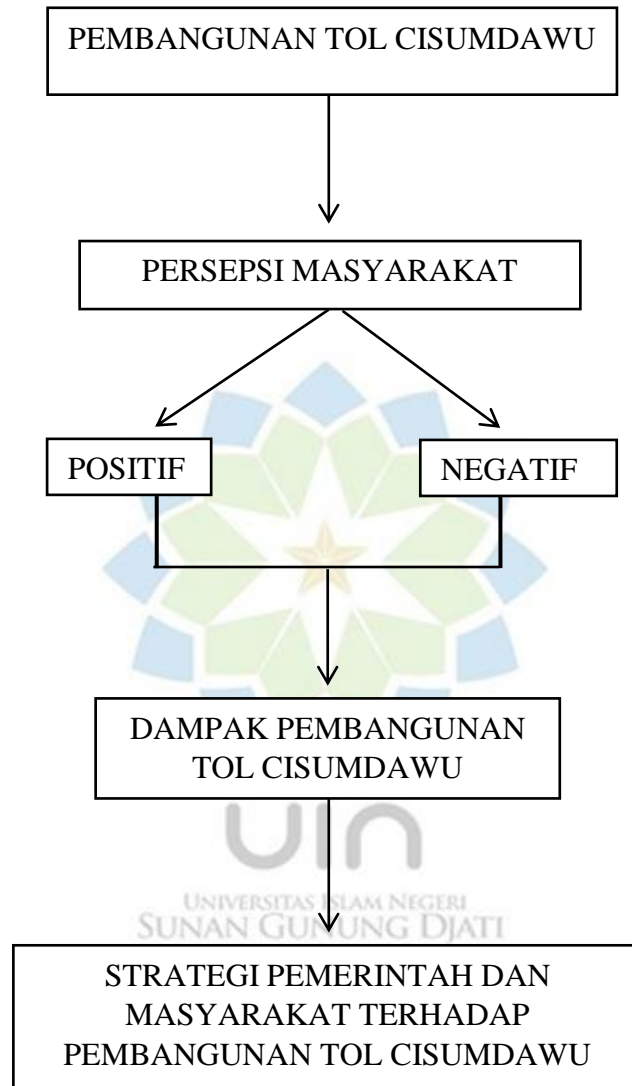 PEMBANGUNAN TOL CISUMDAWU
PERSEPSI MASYARAKAT
POSITIF
NEGATIF
DAMPAK PEMBANGUNAN
TOL CISUMDAWU
uin
UNIVERSITAS ISLAM NEGERI
SUNAN GUNUNG DJATI
STRATEGI PEMERINTAH DAN
MASYARAKAT TERHADAP
PEMBANGUNAN TOL CISUMDAWU